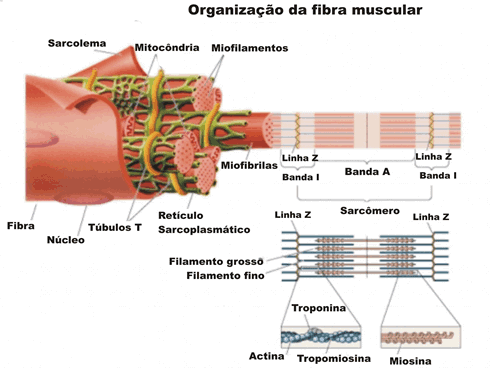 Organização da fibra muscular
Sarcolema
Mitocôndria
Miofilamentos
Miofibrilas
Linha Z
Linha Z
Banda I
Banda A
Banda I
Fibra
Núcleo
Túbulos T
Retículo
Sarcoplasmático
Sarcômero
Linha Z
Linha Z
Filamento grosso
Filamento fino
Troponina
Actina
Tropomiosina
Miosina